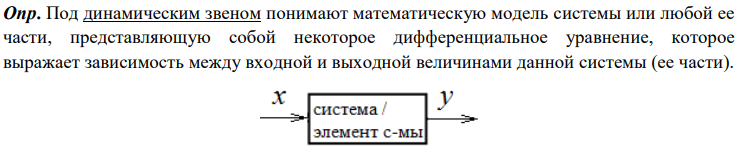 Опр. Под динамическим звеном понимают математическую модель системы или любой ее
части, представляющую собой некоторое дифференциальное уравнение, которое
выражает зависимость между входной и выходной величинами данной системы (ее части).
x
y
система /
элемент с-мы